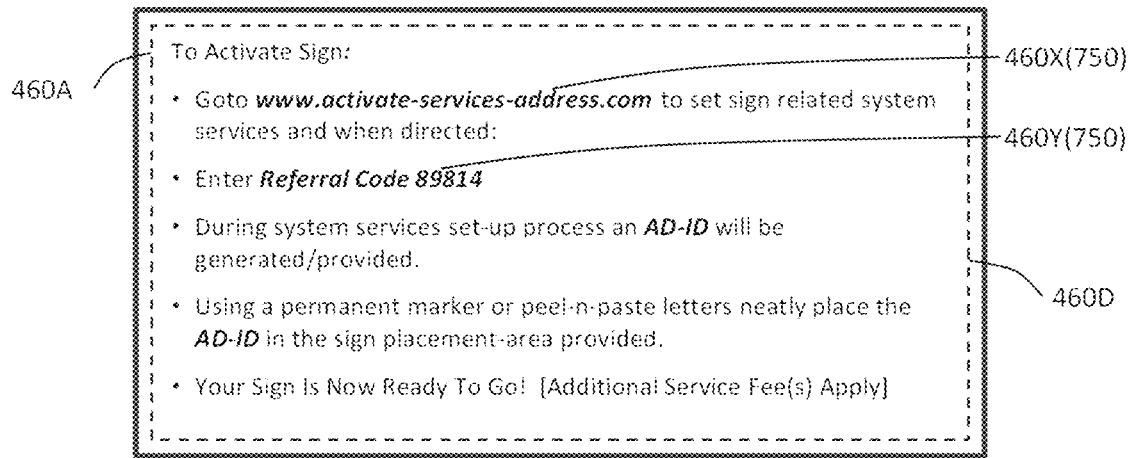 To Activate Sign:
460A
460X(750)
• Goto www.activate-services-address.com to set sign related system
services and when directed:
460Y(750)
• Enter Referral Code 89814
• During system services set-up process an AD-ID will be
generated/provided.
460D
• Using a permanent marker or peel-n-paste letters neatly place the
AD-ID in the sign placement-area provided.
• Your Sign Is Now Ready To Go! [Additional Service Fee(s) Apply]